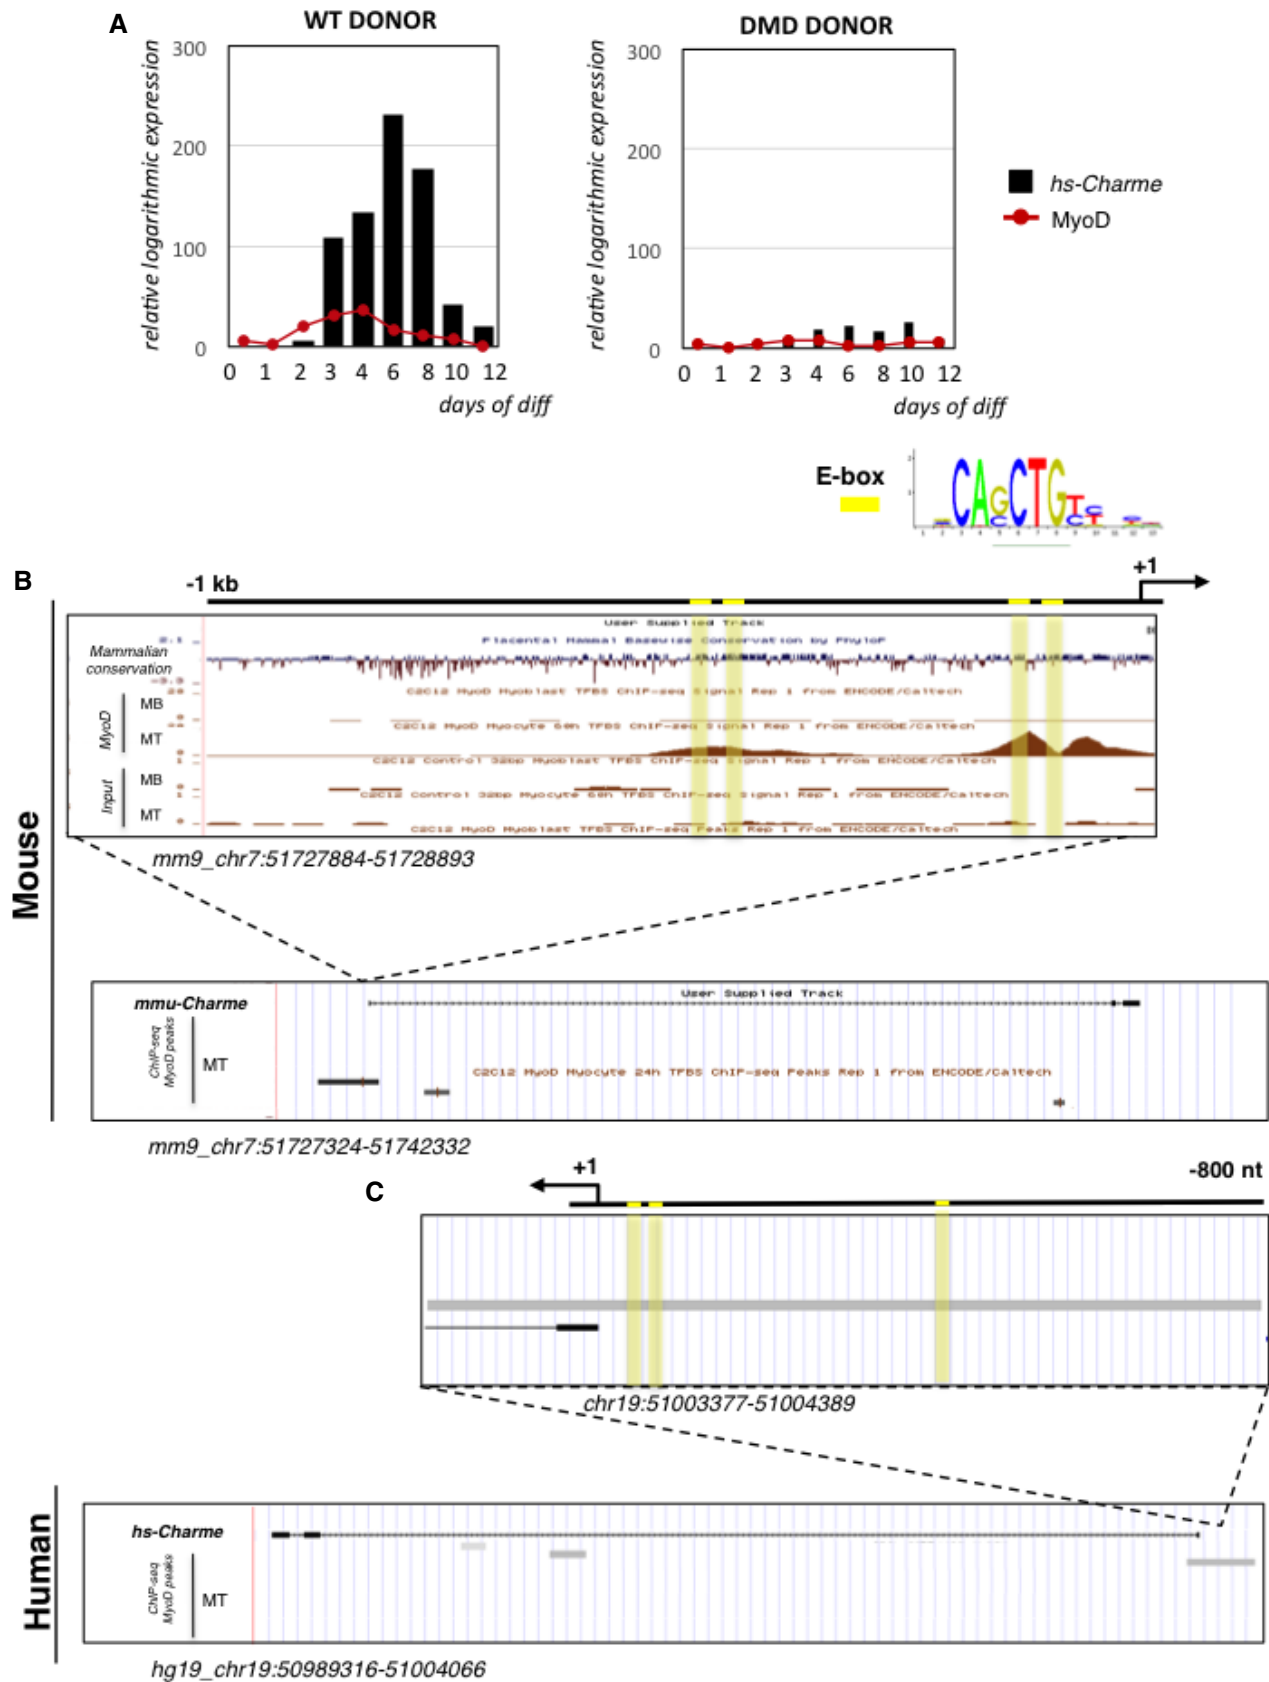 A
WT DONOR
DMD DONOR
relative logarithmic expression
300
200
100
0
0 1 2 3 4 6 8 10 12
days of diff
relative logarithmic expression
300
200
100
0
0 1 2 3 4 6 8 10 12
days of diff
hs-Charme
MyoD
E-box
B
-1 kb
+1
Mouse
User Supplied Track
Mammalian
conservation
2.1
Placental Mammal Basewise Conservation by PhyloP
-3.3
MyoD
MB
C2C12 MyoD Myoblast TFBS ChIP-seq Signal Rep 1 from ENCODE/Caltech
MT
C2C12 MyoD Myocyte 60h TFBS ChIP-seq Signal Rep 1 from ENCODE/Caltech
Input
MB
C2C12 Control 32bp Myoblast TFBS ChIP-seq Signal Rep 1 from ENCODE/Caltech
MT
C2C12 Control 32bp Myocyte 60h TFBS ChIP-seq Signal Rep 1 from ENCODE/Caltech
C2C12 MyoD Myoblast TFBS ChIP-seq Peaks Rep 1 from ENCODE/Caltech
mm9_chr7:51727884-51728893
mmu-Charme
User Supplied Track
ChIP-seq
MyoD peaks
MT
C2C12 MyoD Myocyte 24h TFBS ChIP-seq Peaks Rep 1 from ENCODE/Caltech
mm9_chr7:51727324-51742332
C
+1
-800 nt
chr19:51003377-51004389
Human
hs-Charme
ChIP-seq
MyoD peaks
MT
hg19_chr19:50989316-51004066